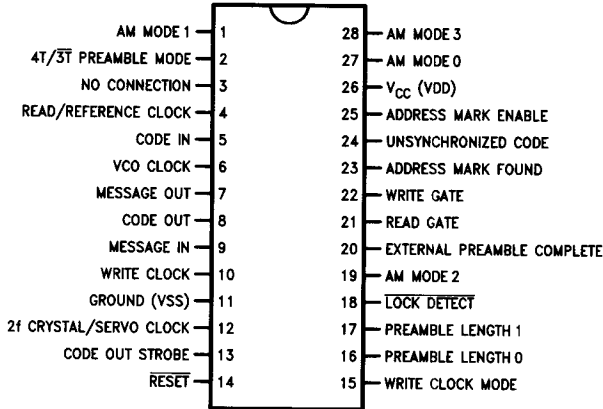 AM MODE 1 1
4T/3T̅ PREAMBLE MODE 2
NO CONNECTION 3
READ/REFERENCE CLOCK 4
CODE IN 5
VCO CLOCK 6
MESSAGE OUT 7
CODE OUT 8
MESSAGE IN 9
WRITE CLOCK 10
GROUND (VSS) 11
2f CRYSTAL/SERVO CLOCK 12
CODE OUT STROBE 13
RESET 14
28 AM MODE 3
27 AM MODE 0
26 VCC (VDD)
25 ADDRESS MARK ENABLE
24 UNSYNCHRONIZED CODE
23 ADDRESS MARK FOUND
22 WRITE GATE
21 READ GATE
20 EXTERNAL PREAMBLE COMPLETE
19 AM MODE 2
18 LOCK DETECT
17 PREAMBLE LENGTH 1
16 PREAMBLE LENGTH 0
15 WRITE CLOCK MODE